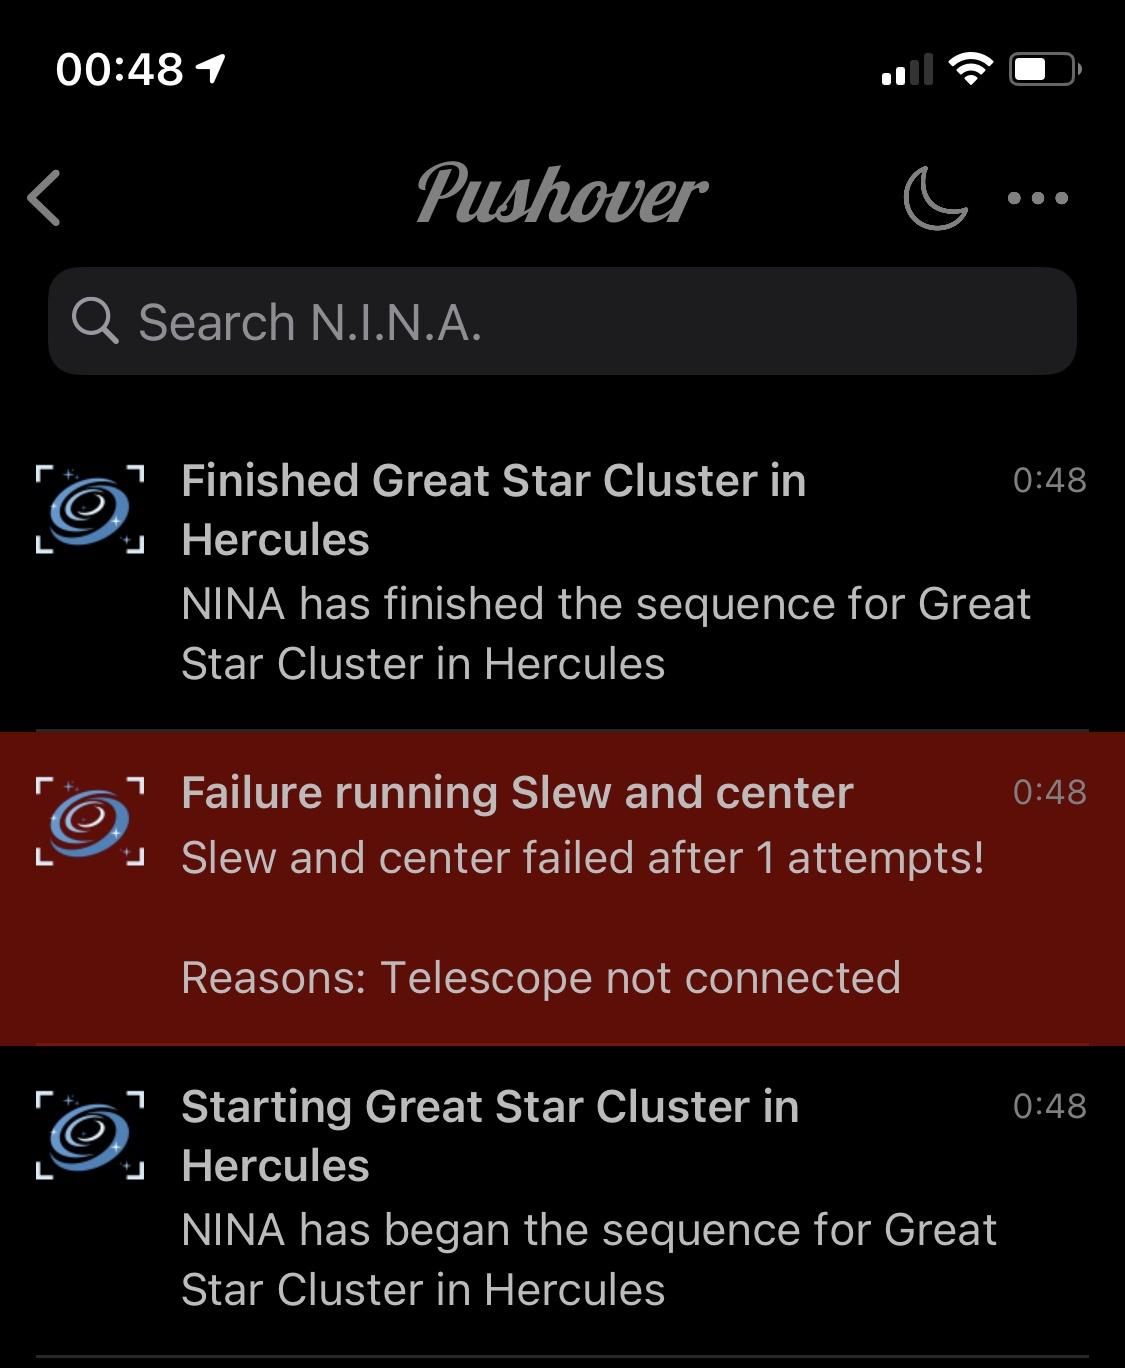 00:48
Pushover
Search N.I.N.A.
Finished Great Star Cluster in
0:48
Hercules
NINA has finished the sequence for Great
Star Cluster in Hercules
Failure running Slew and center
0:48
Slew and center failed after 1 attempts!
Reasons: Telescope not connected
Starting Great Star Cluster in
0:48
Hercules
NINA has began the sequence for Great
Star Cluster in Hercules